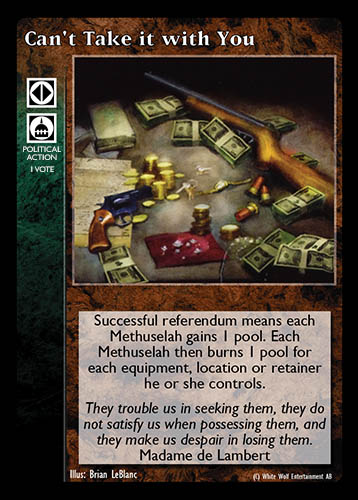 Can't Take it with You
POLITICAL
ACTION
1 VOTE
Successful referendum means each
Methuselah gains 1 pool. Each
Methuselah then burns 1 pool for
each equipment, location or retainer
he or she controls.
They trouble us in seeking them, they do
not satisfy us when possessing them, and
they make us despair in losing them.
Madame de Lambert
Illus: Brian LeBlanc
(C) White Wolf Entertainment AB